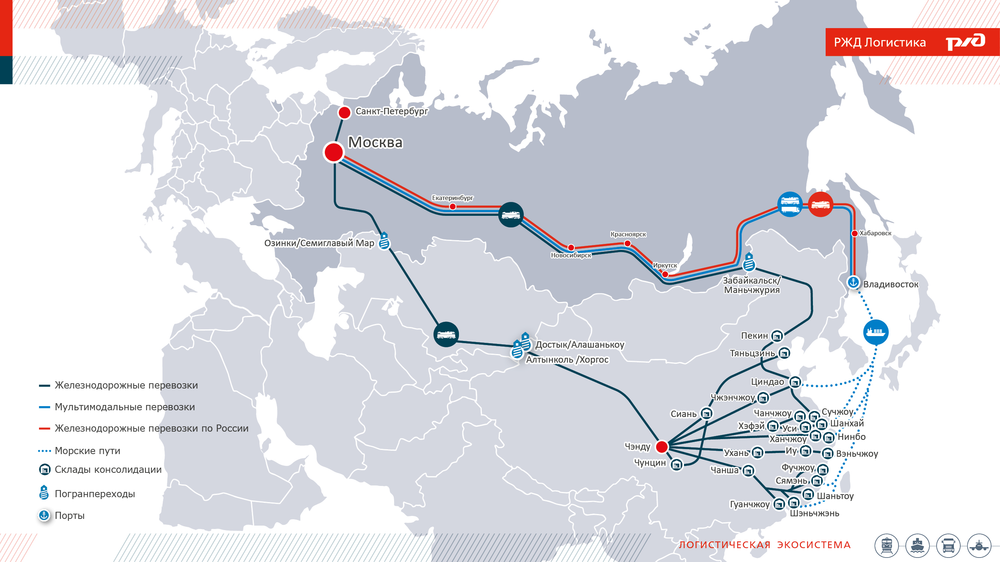 РЖД Логистика
Санкт-Петербург
Москва
Екатеринбург
Красноярск
Хабаровск
Озинки/Семиглавый Мар
Новосибирск
Иркутск
Забайкальск/
Маньчжурия
Владивосток
Пекин
Достык/Алашанькоу
Тяньцзинь
Алтынколь /Хоргос
Циндао
Чжэнчжоу
Сиань
Чанчжоу
Сучжоу
Хэфэй
Уси
Шанхай
Ханчжоу
Нинбо
Чэнду
Ухань
Иу
Вэньчжоу
Чунцин
Чанша
Фучжоу
Сямэнь
Шаньтоу
Гуанчжоу
Шэньчжэнь
Железнодорожные перевозки
Мультимодальные перевозки
Железнодорожные перевозки по России
Морские пути
Склады консолидации
Погранпереходы
Порты
ЛОГИСТИЧЕСКАЯ ЭКОСИСТЕМА